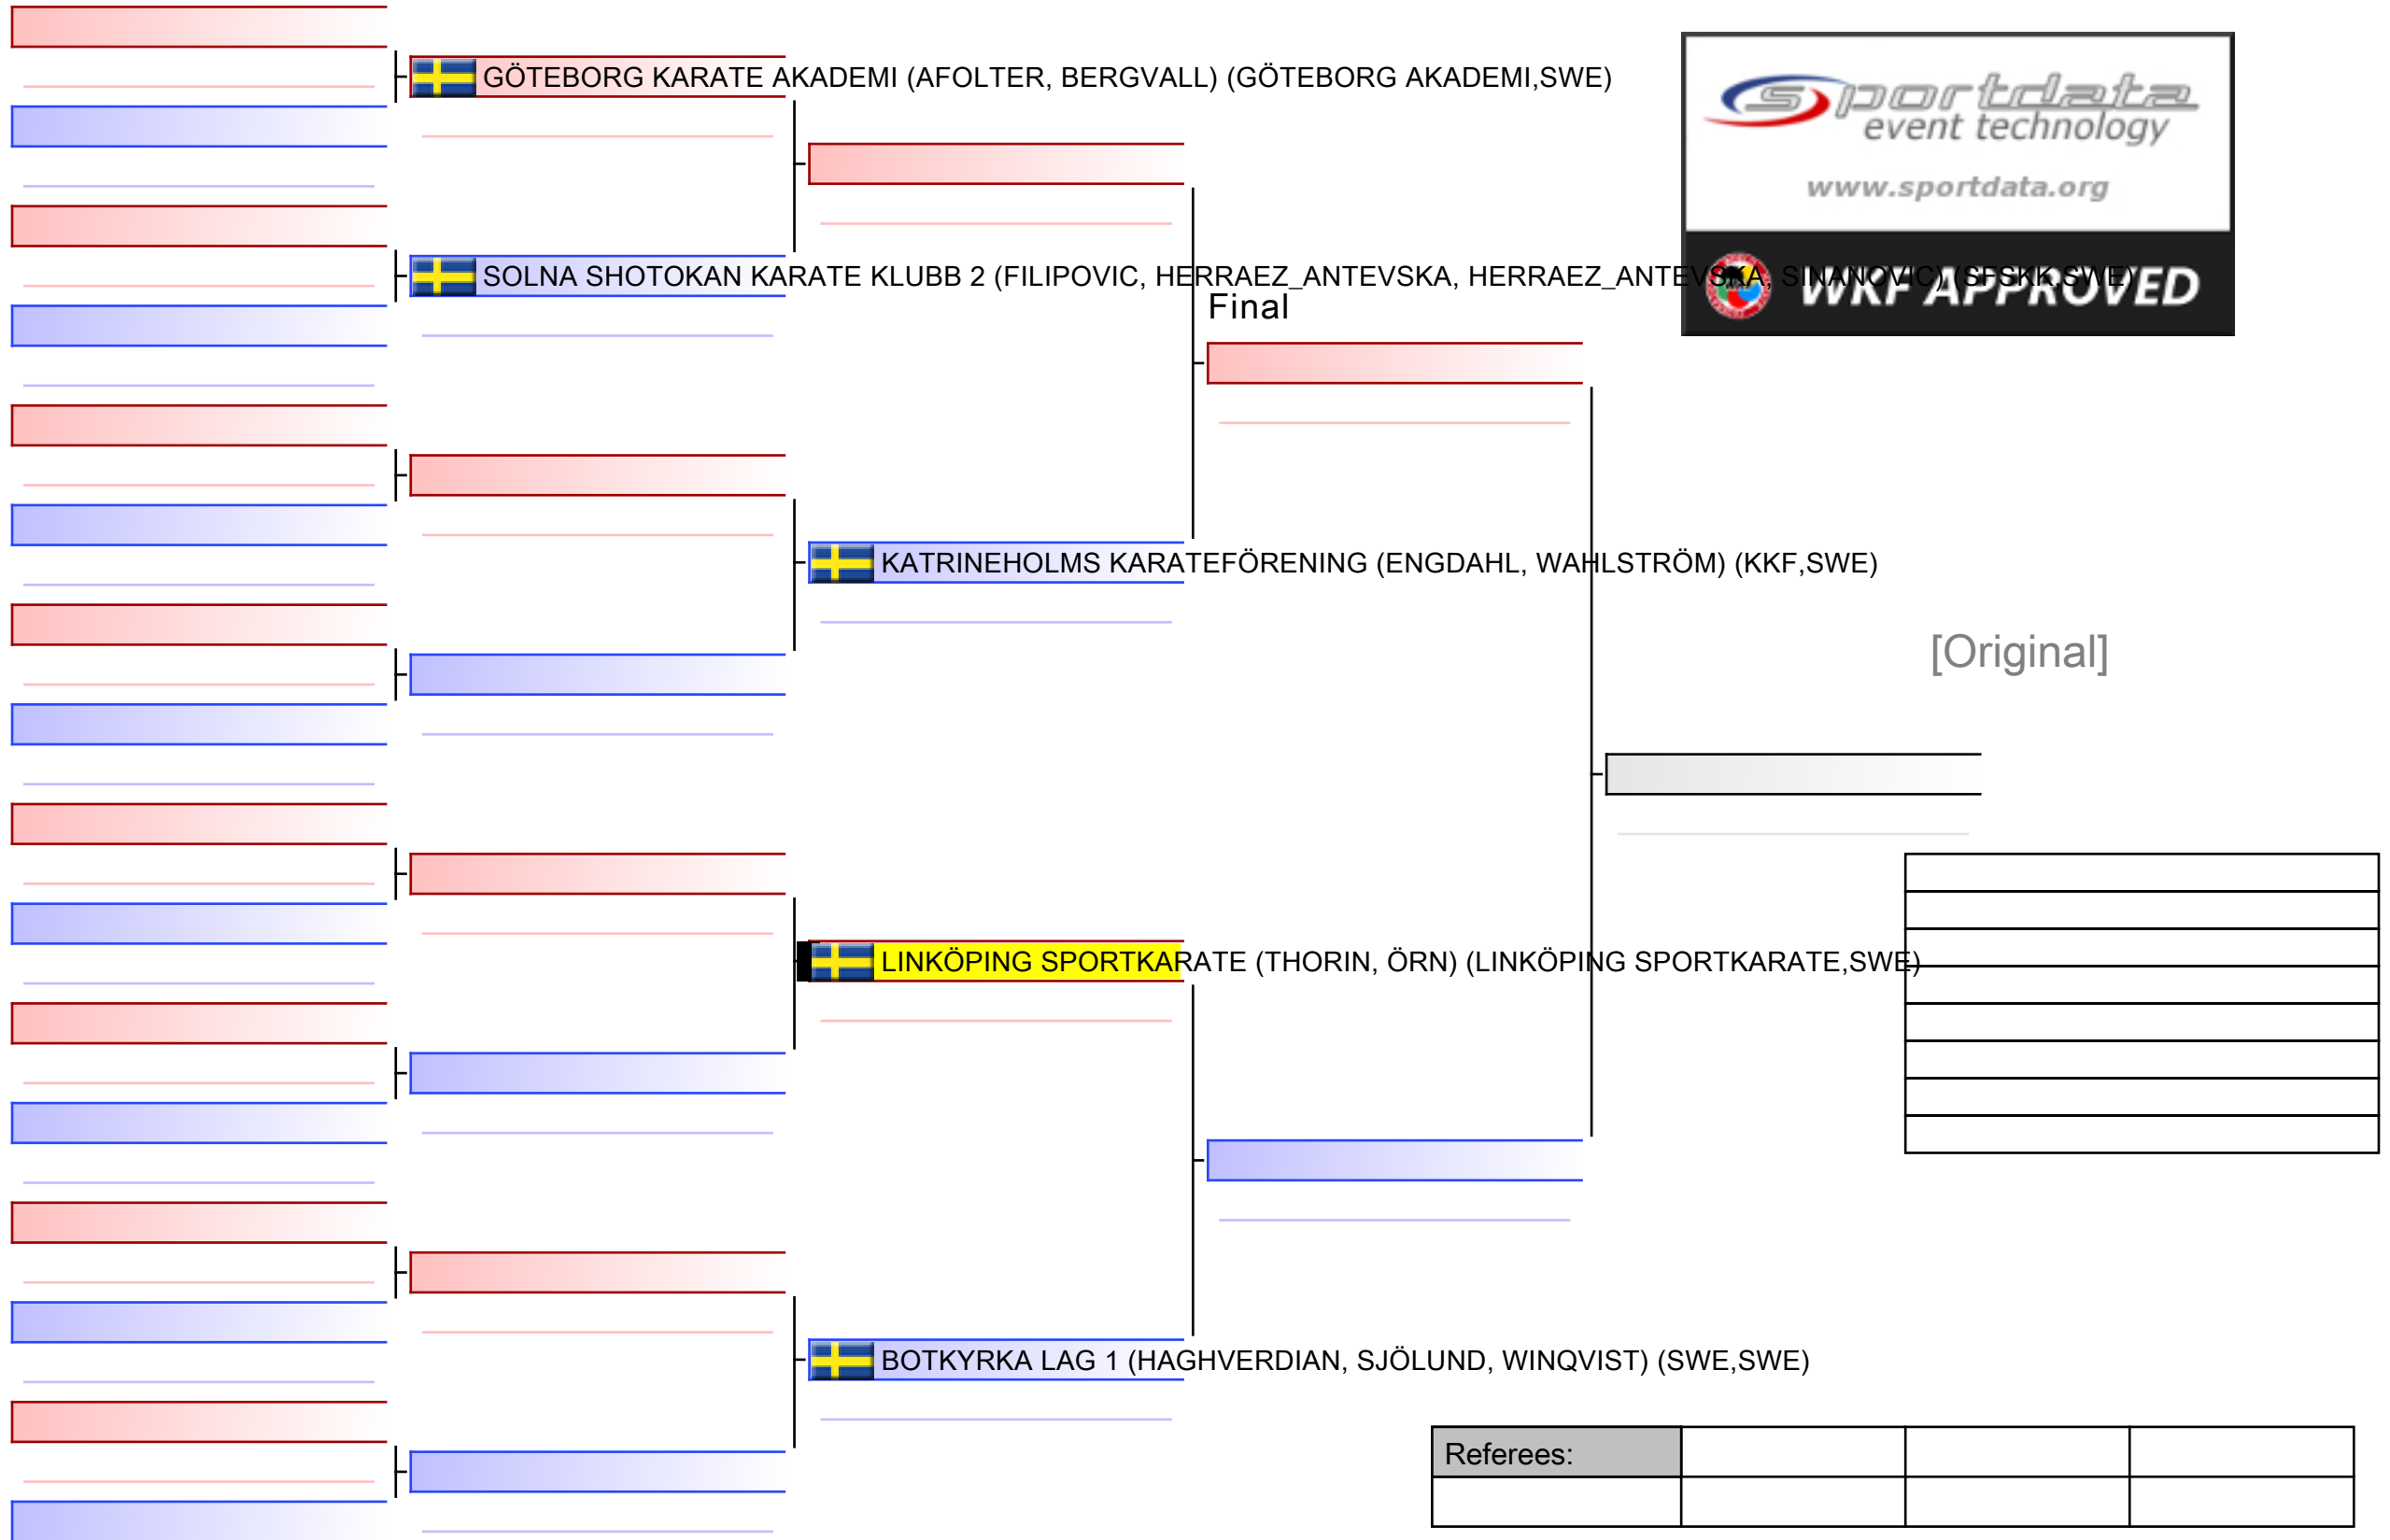 GÖTEBORG KARATE AKADEMI (AFOLTER, BERGVALL) (GÖTEBORG AKADEMI,SWE)
sportdata
event technology
www.sportdata.org
SOLNA SHOTOKAN KARATE KLUBB 2 (FILIPOVIC, HERRAEZ_ANTEVSKA, HERRAEZ_ANTEVSKA, SINANOVIC) (SFSKK,SWE)
WKF APPROVED
Final
KATRINEHOLMS KARATEFÖRENING (ENGDAHL, WAHLSTRÖM) (KKF,SWE)
[Original]
LINKÖPING SPORTKARATE (THORIN, ÖRN) (LINKÖPING SPORTKARATE,SWE)
BOTKYRKA LAG 1 (HAGHVERDIAN, SJÖLUND, WINQVIST) (SWE,SWE)
Referees: